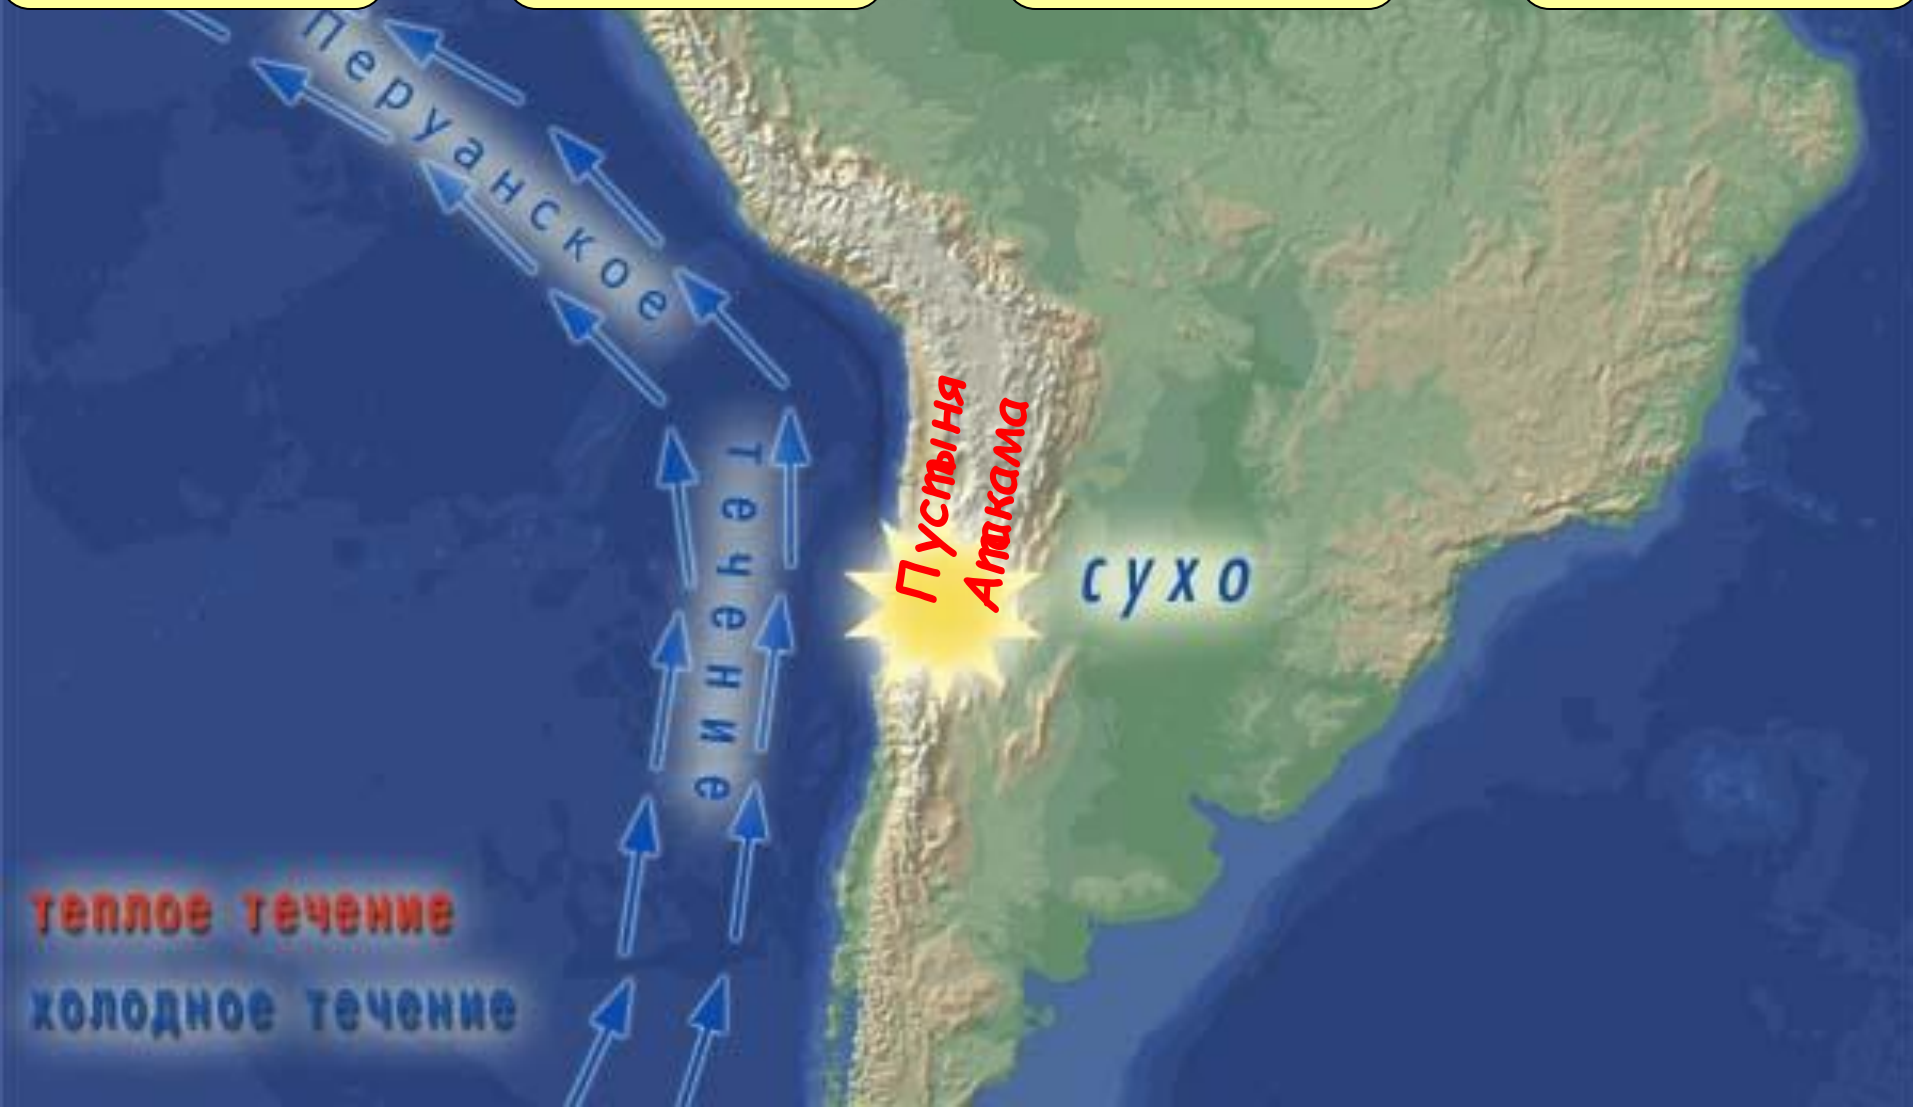 Перуанское
течение
Пустыня
Атакама
сухо
теплое течение
холодное течение